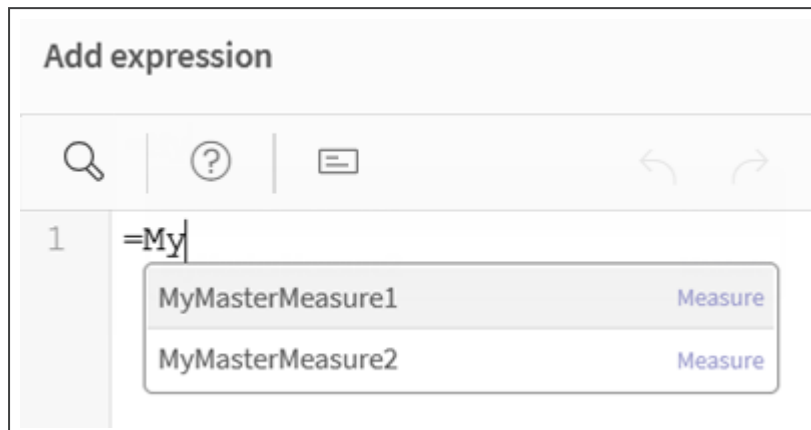 Add expression
?
1 =My
MyMasterMeasure1 Measure
MyMasterMeasure2 Measure